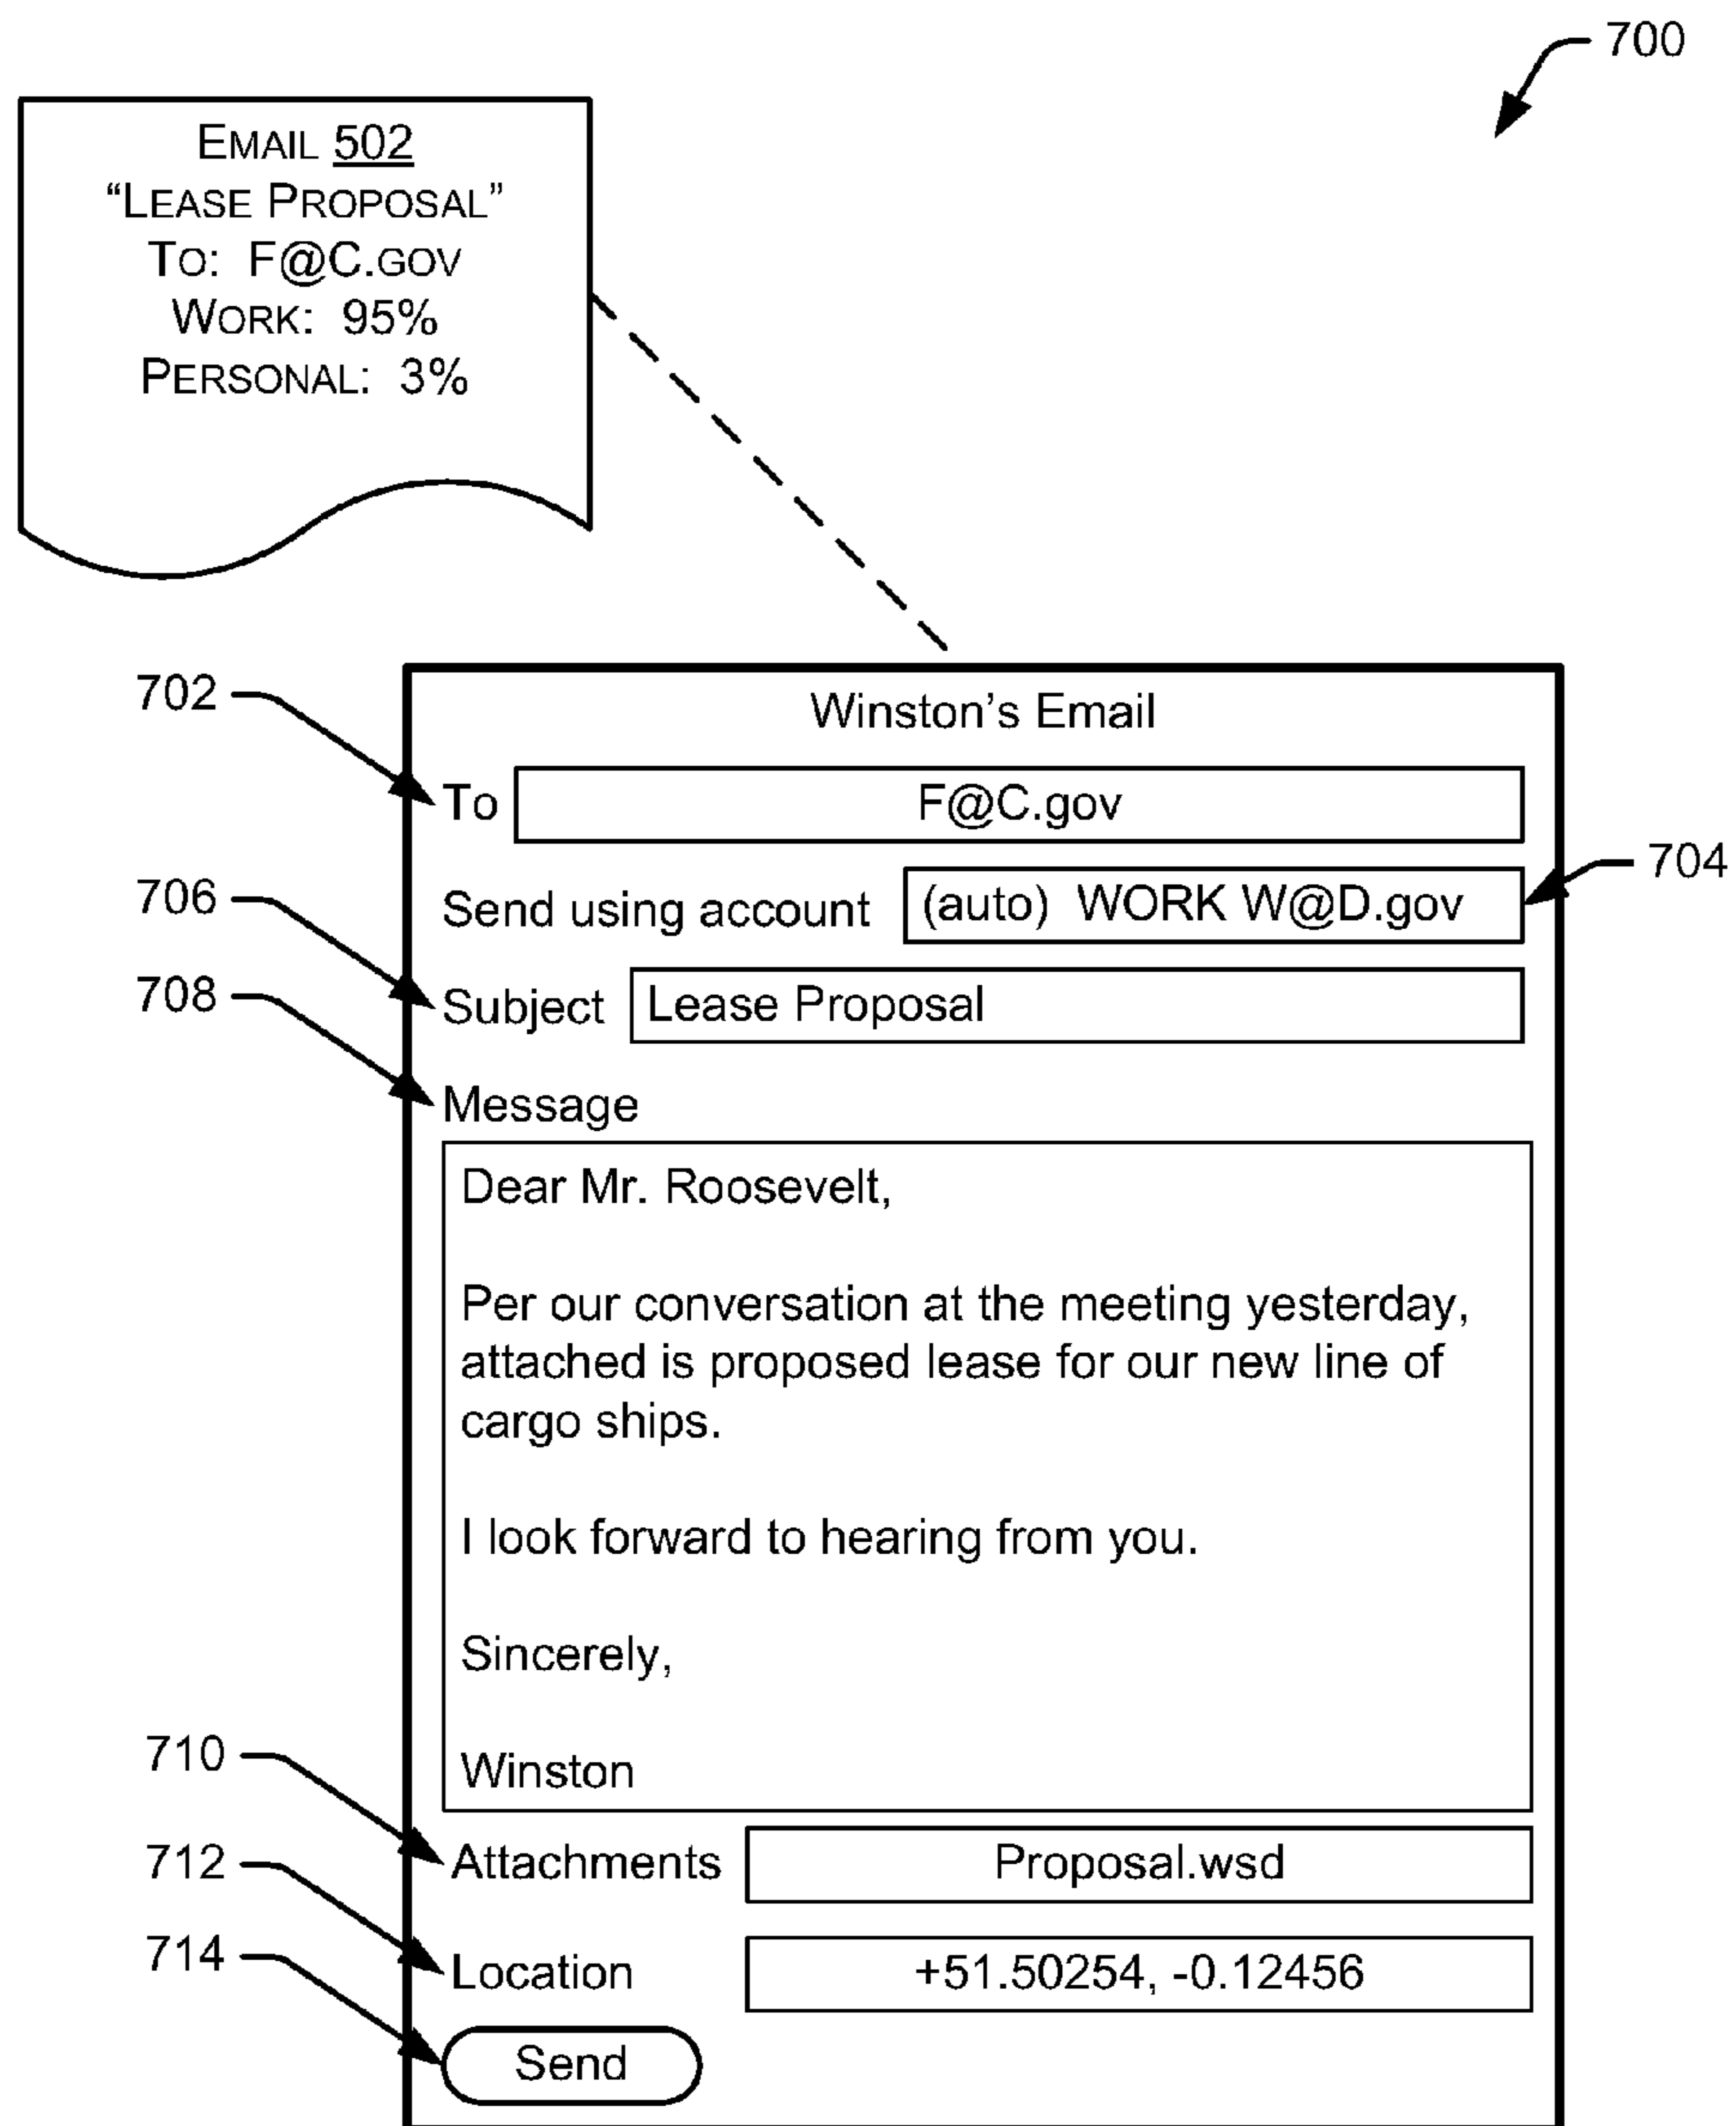 700
EMAIL 502
“LEASE PROPOSAL”
TO: F@C.GOV
WORK: 95%
PERSONAL: 3%
702
Winston’s Email
To F@C.gov
704
706
Send using account (auto) WORK W@D.gov
708
Subject Lease Proposal
Message
Dear Mr. Roosevelt,
Per our conversation at the meeting yesterday,
attached is proposed lease for our new line of
cargo ships.
I look forward to hearing from you.
Sincerely,
710
Winston
712
Attachments Proposal.wsd
714
Location +51.50254, -0.12456
Send